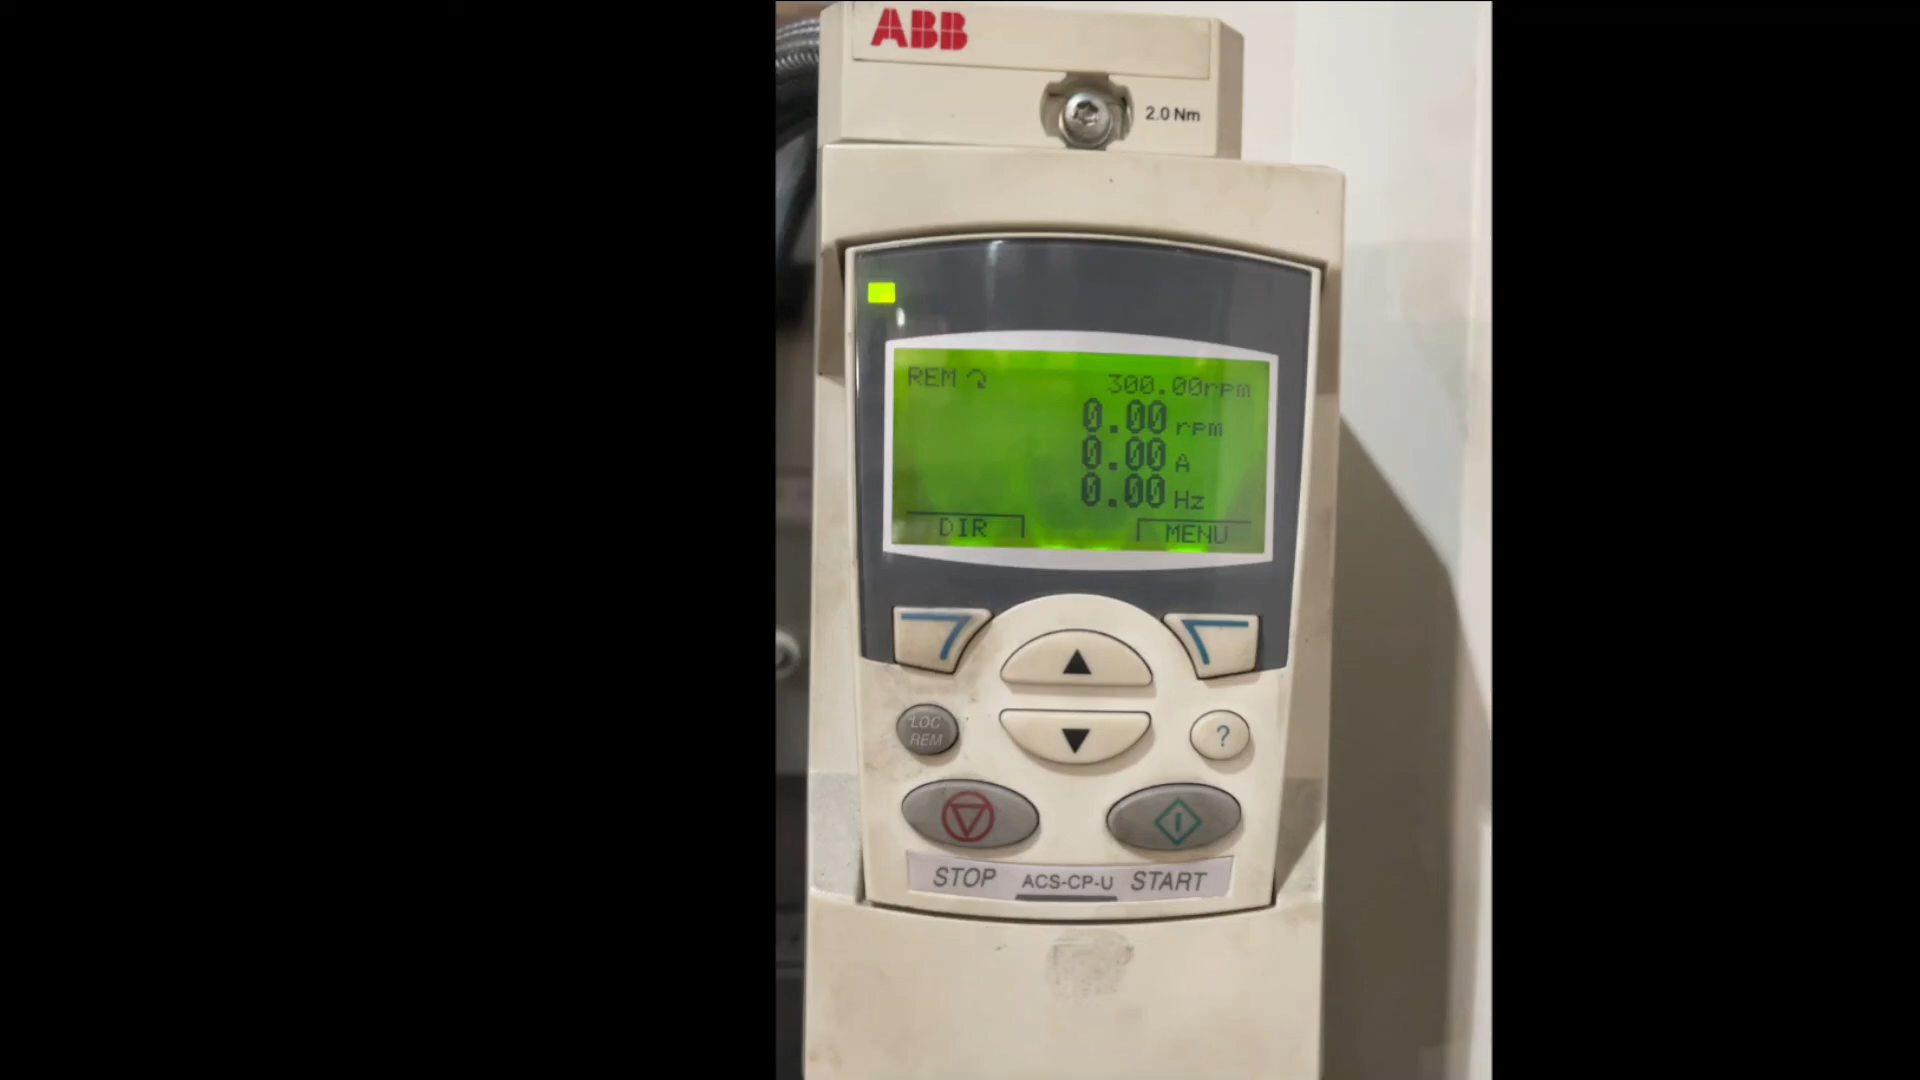 ABB
2.0 Nm
REM 300.00rpm
0.00 rpm
0.00 A
0.00 Hz
DIR MENU
LOC
REM
?
STOP ACS-CP-U START